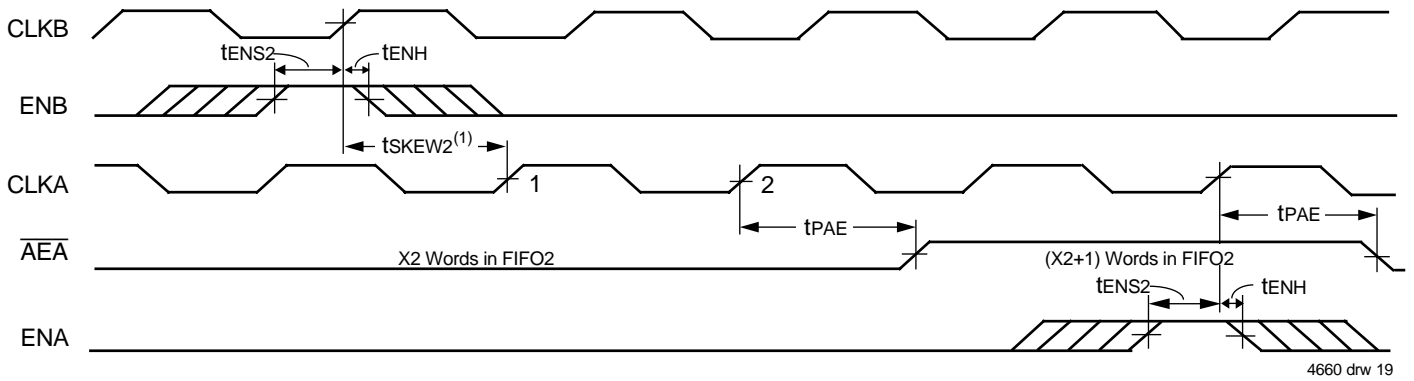 CLKB
tENS2
tENH
ENB
tSKEW2(1)
CLKA
1
2
tPAE
tPAE
AEA
X2 Words in FIFO2
(X2+1) Words in FIFO2
tENS2
tENH
ENA
4660 drw 19